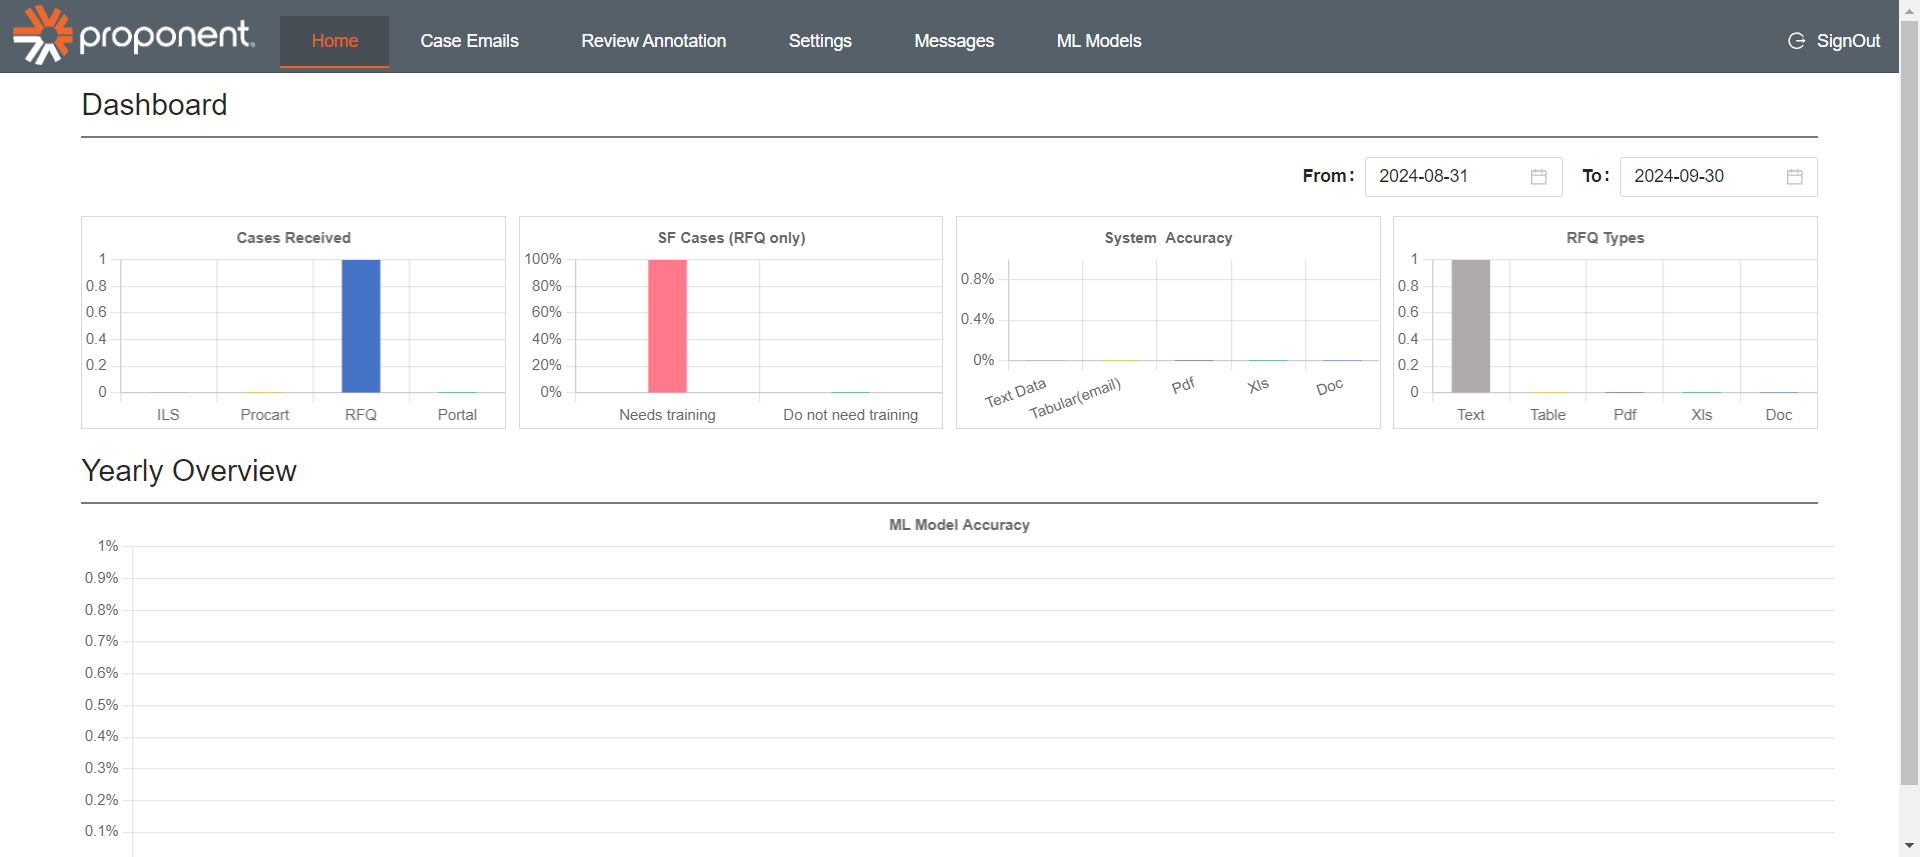 proponent
Home
Case Emails
Review Annotation
Settings
Messages
ML Models
SignOut
Dashboard
From :
2024-08-31
To :
2024-09-30
Cases Received
1
0.8
0.6
0.4
0.2
0
ILS
Procart
RFQ
Portal
SF Cases (RFQ only)
100%
80%
60%
40%
20%
0%
Needs training
Do not need training
System Accuracy
0.8%
0.4%
0%
Text Data
Tabular(email)
Pdf
Xls
Doc
RFQ Types
1
0.8
0.6
0.4
0.2
0
Text
Table
Pdf
Xls
Doc
Yearly Overview
ML Model Accuracy
1%
0.9%
0.8%
0.7%
0.6%
0.5%
0.4%
0.3%
0.2%
0.1%